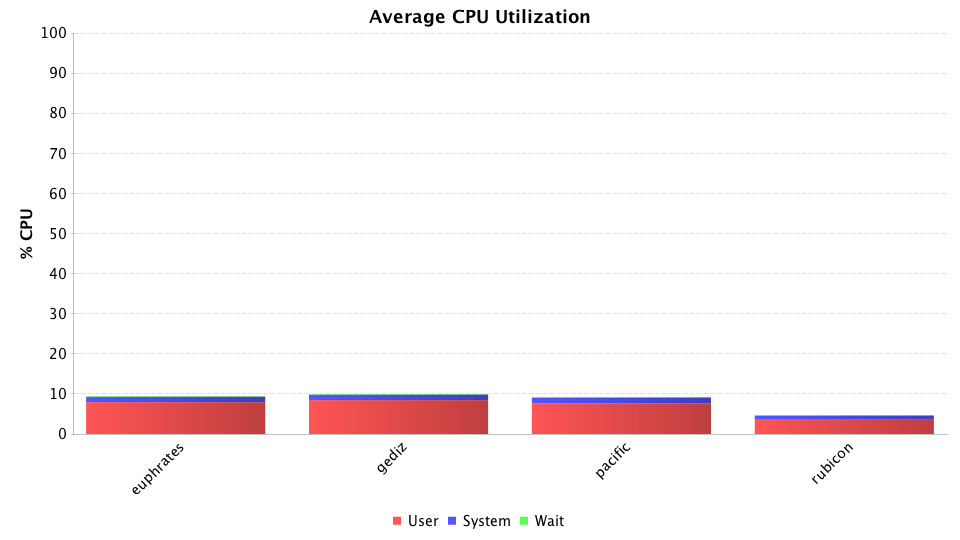 Average CPU Utilization
100
90
80
70
60
50
40
30
20
10
0
% CPU
euphrates
gediz
pacific
rubicon
User System Wait